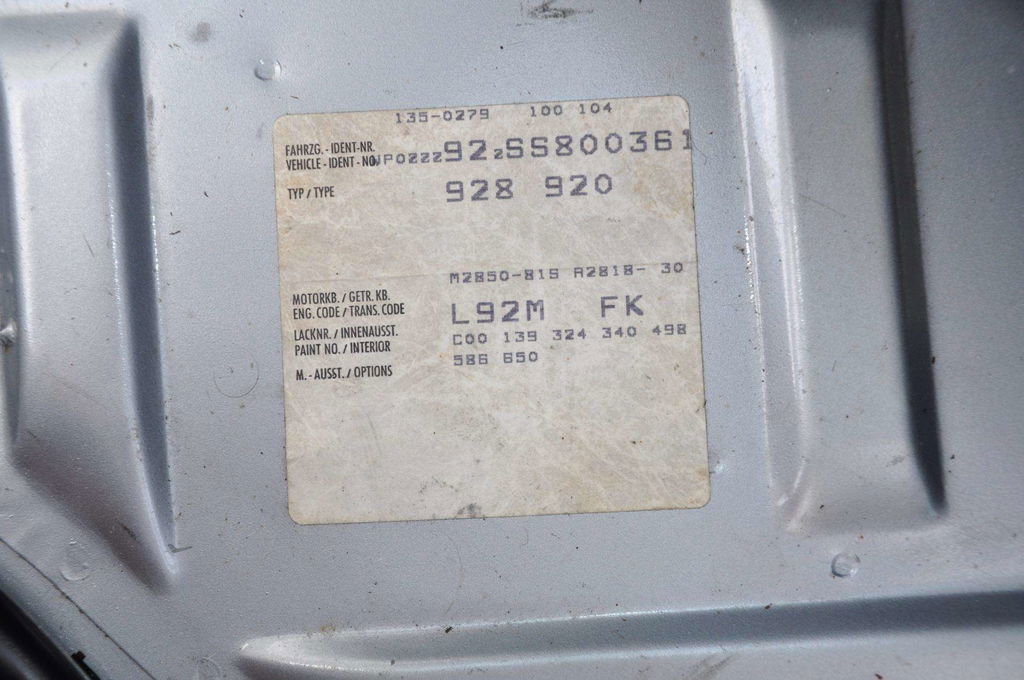 135-0279 100 104
FAHRZG. - IDENT-NR.
VEHICLE - IDENT - NO. WP0ZZZ92ZSS800361
TYP / TYPE 928 920
M2850-81S A2818- 30
MOTORKB. / GETR. KB.
ENG. CODE / TRANS. CODE L92M FK
LACKNR. / INNENAUSST. C00 139 324 340 498
PAINT NO. / INTERIOR 586 650
M. - AUSST. / OPTIONS